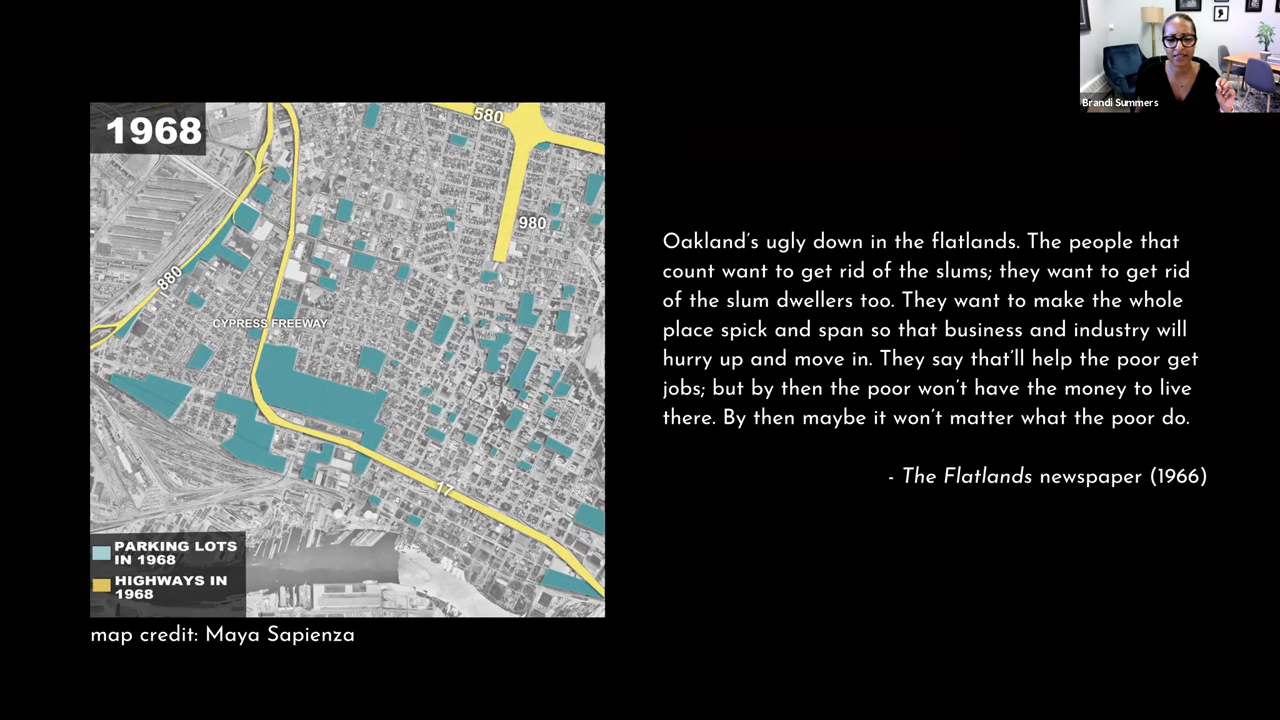 Brandi Summers
1968
580
980
880
CYPRESS FREEWAY
17
PARKING LOTS
IN 1968
HIGHWAYS IN
1968
map credit: Maya Sapienza
Oakland's ugly down in the flatlands. The people that
count want to get rid of the slums; they want to get rid
of the slum dwellers too. They want to make the whole
place spick and span so that business and industry will
hurry up and move in. They say that'll help the poor get
jobs; but by then the poor won't have the money to live
there. By then maybe it won't matter what the poor do.
- The Flatlands newspaper (1966)